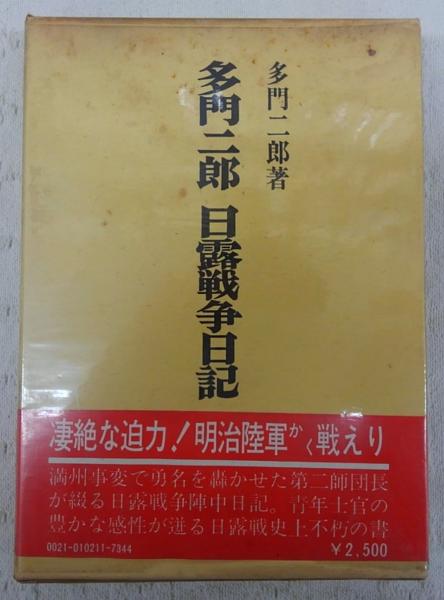 多門二郎著
多門二郎 日露戦争日記
凄絶な迫力!明治陸軍かく戦えり
満州事変で勇名を轟かせた第二師団長
が綴る日露戦争陣中日記。青年士官の
豊かな感性が迸る日露戦史上不朽の書
0021-010211-7344
￥2,500